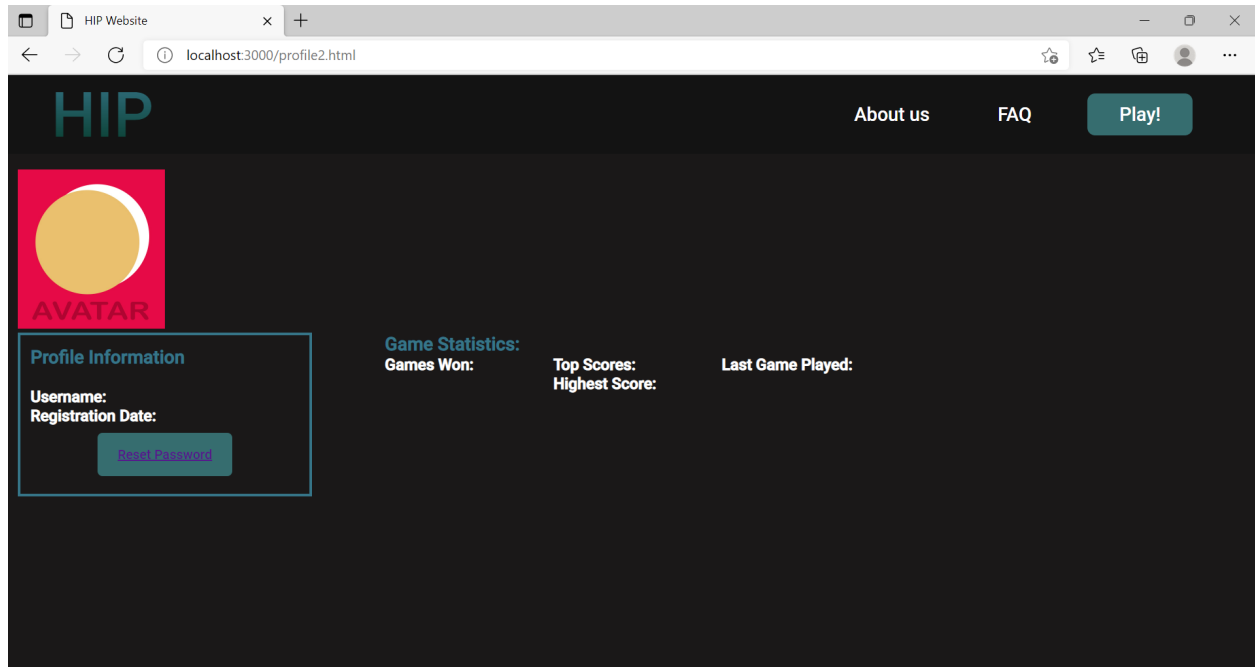 HIP Website
localhost:3000/profile2.html
HIP
About us
FAQ
Play!
AVATAR
Profile Information
Username:
Registration Date:
Reset Password
Game Statistics:
Games Won:
Top Scores:
Highest Score:
Last Game Played: